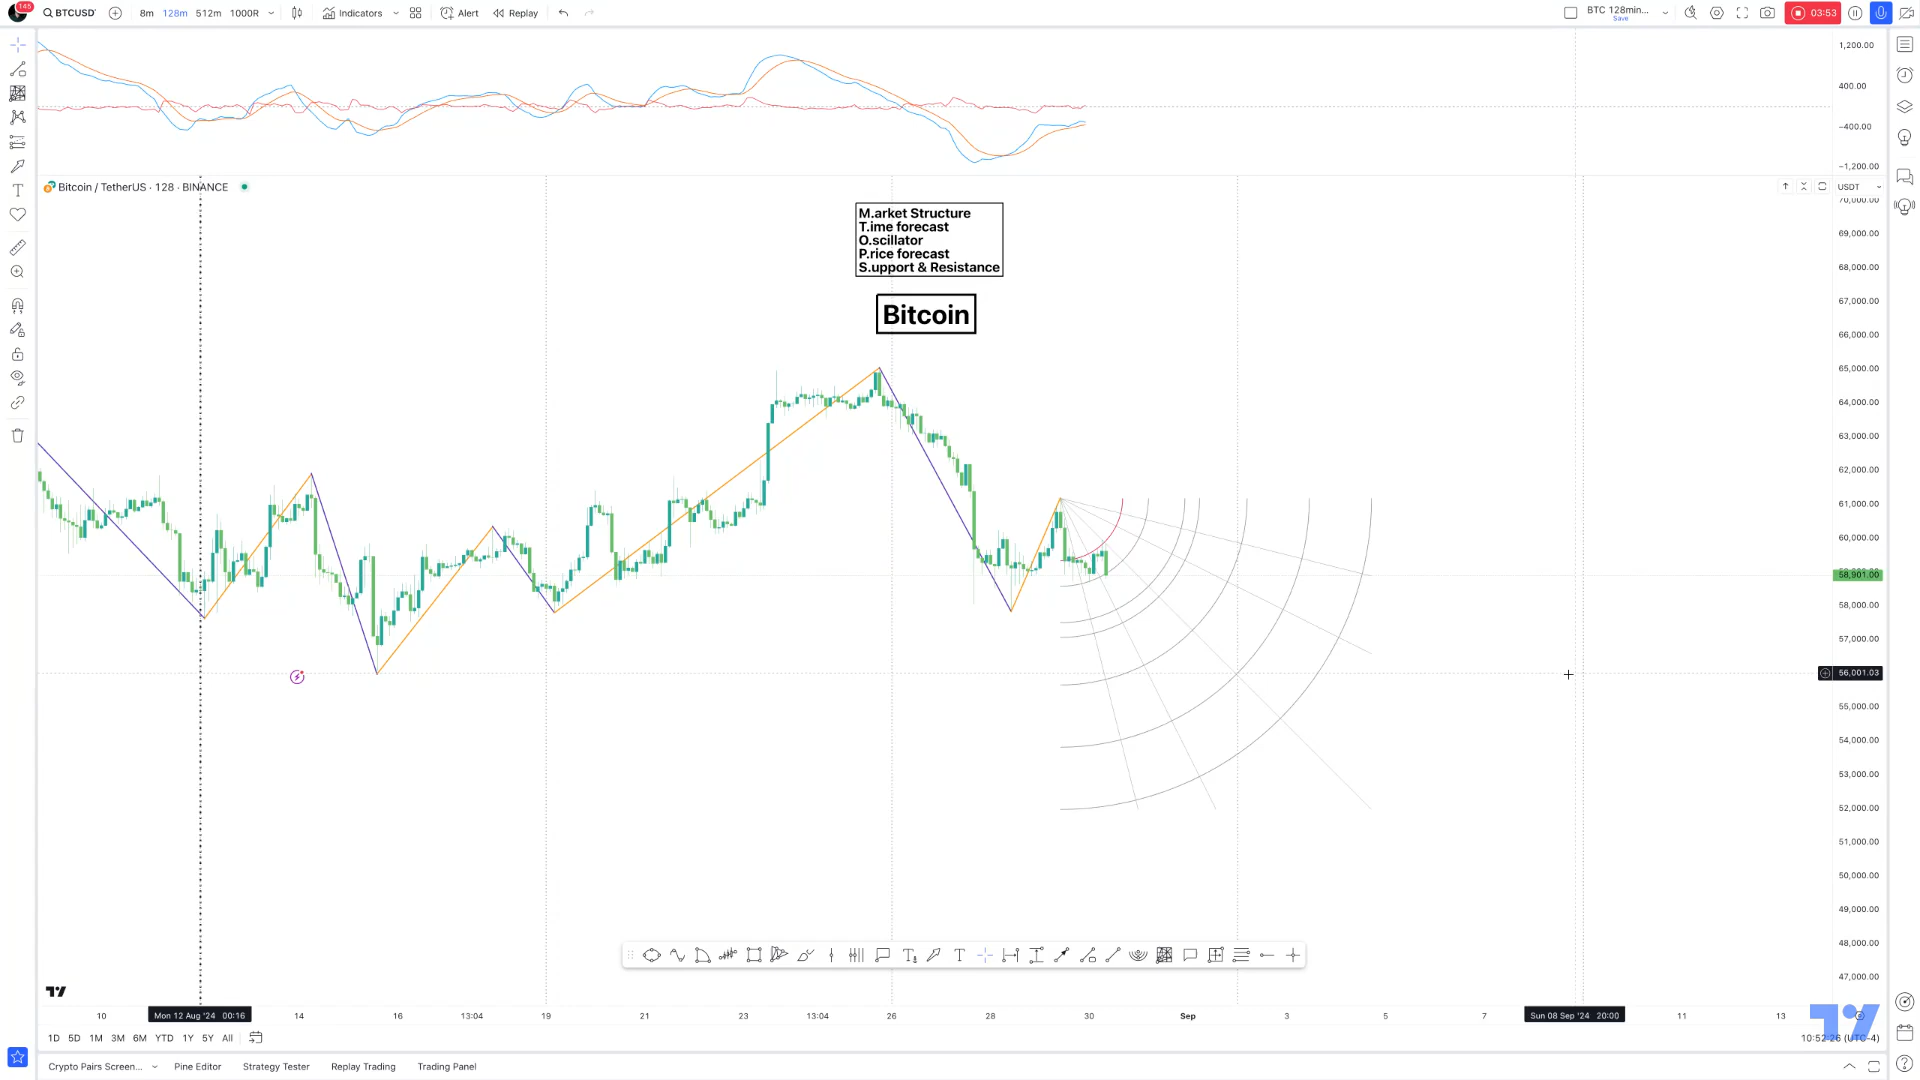 145
BTCUSD
8m 128m 512m 1000R
Indicators
Alert
Replay
BTC 128min...
Save
03:53
1,200.00
400.00
−400.00
−1,200.00
Bitcoin / TetherUS · 128 · BINANCE
USDT
M.arket Structure
T.ime forecast
O.scillator
P.rice forecast
S.upport & Resistance
Bitcoin
70,000.00
69,000.00
68,000.00
67,000.00
66,000.00
65,000.00
64,000.00
63,000.00
62,000.00
61,000.00
60,000.00
58,901.00
58,000.00
57,000.00
56,001.03
55,000.00
54,000.00
53,000.00
52,000.00
51,000.00
50,000.00
49,000.00
48,000.00
47,000.00
10 Mon 12 Aug '24 00:16 14 16 13:04 19 21 23 13:04 26 28 30 Sep 3 5 7 Sun 08 Sep '24 20:00 11 13
1D 5D 1M 3M 6M YTD 1Y 5Y All
10:52:26 (UTC-4)
Crypto Pairs Screen... Pine Editor Strategy Tester Replay Trading Trading Panel